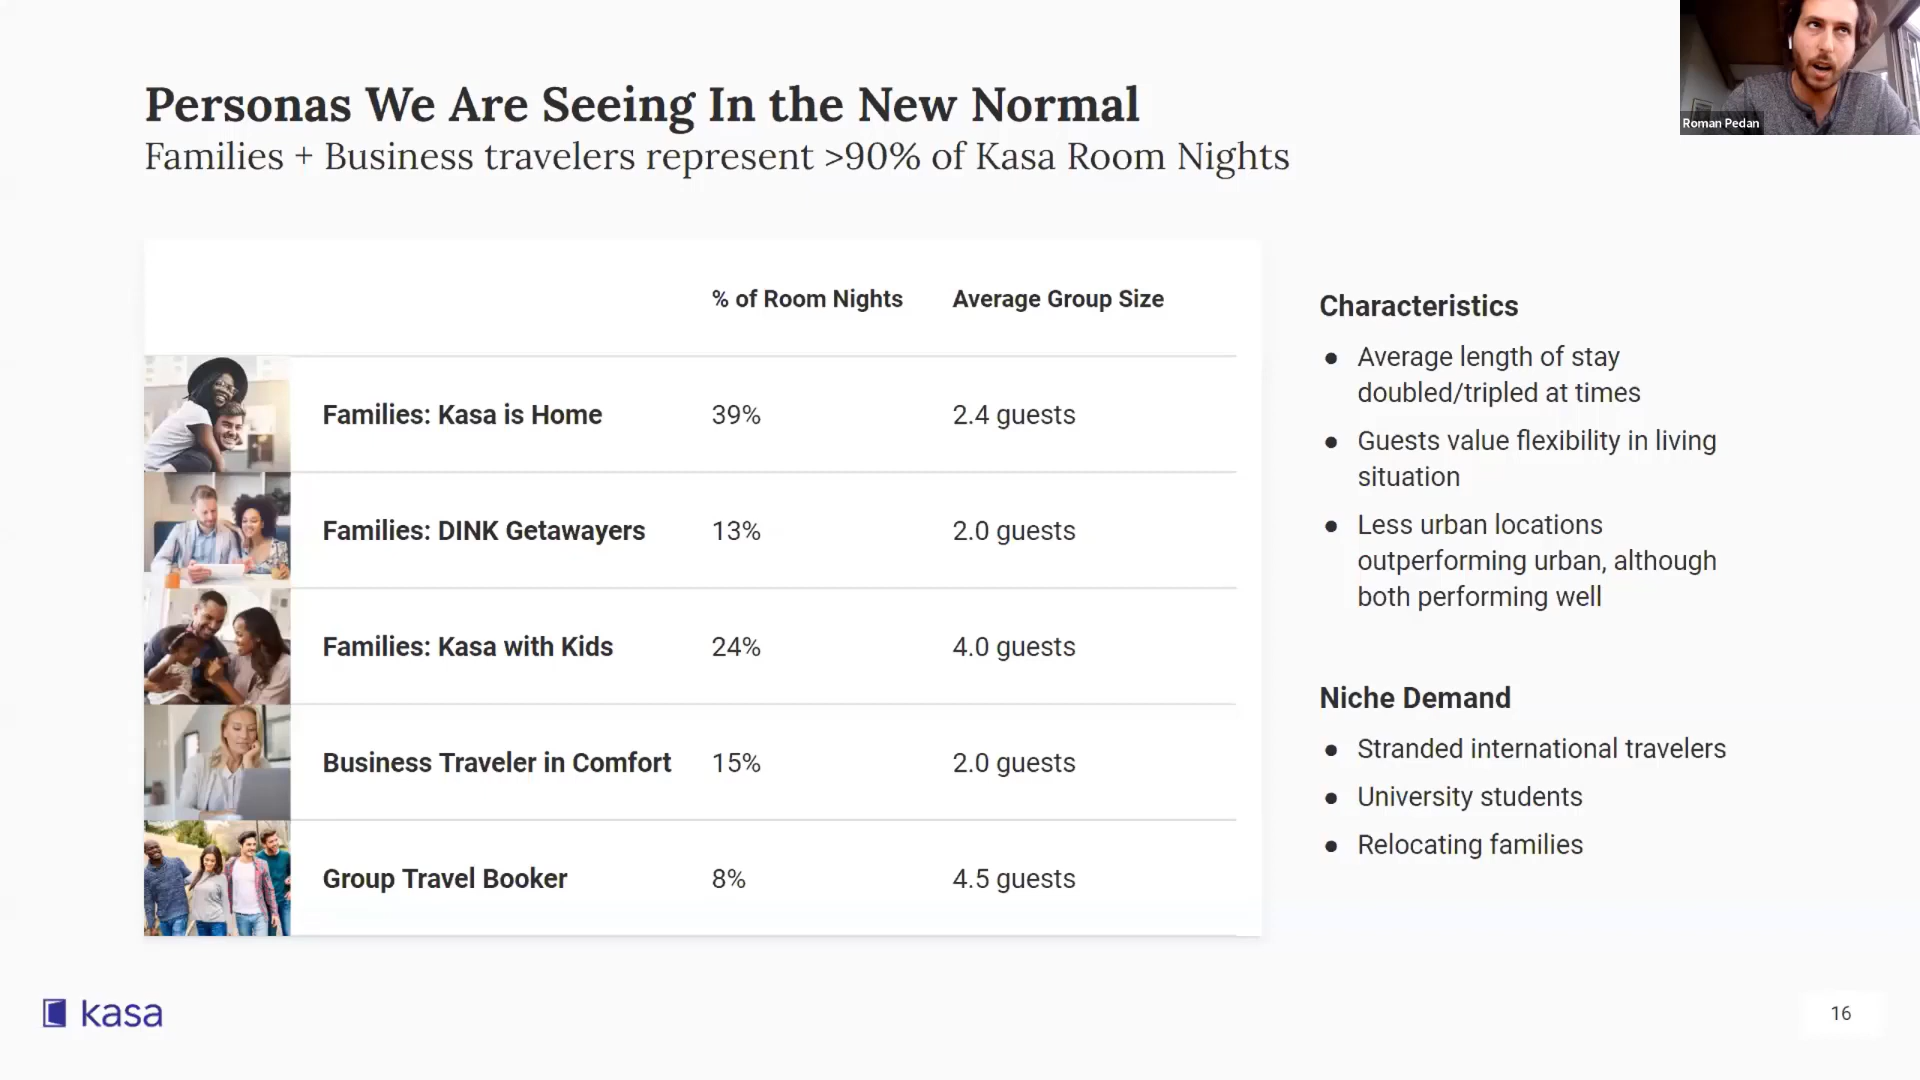 Personas We Are Seeing In the New Normal
Families + Business travelers represent >90% of Kasa Room Nights
Roman Pedan
% of Room Nights Average Group Size
Families: Kasa is Home 39% 2.4 guests
Families: DINK Getawayers 13% 2.0 guests
Families: Kasa with Kids 24% 4.0 guests
Business Traveler in Comfort 15% 2.0 guests
Group Travel Booker 8% 4.5 guests
Characteristics
● Average length of stay
doubled/tripled at times
● Guests value flexibility in living
situation
● Less urban locations
outperforming urban, although
both performing well
Niche Demand
● Stranded international travelers
● University students
● Relocating families
kasa
16